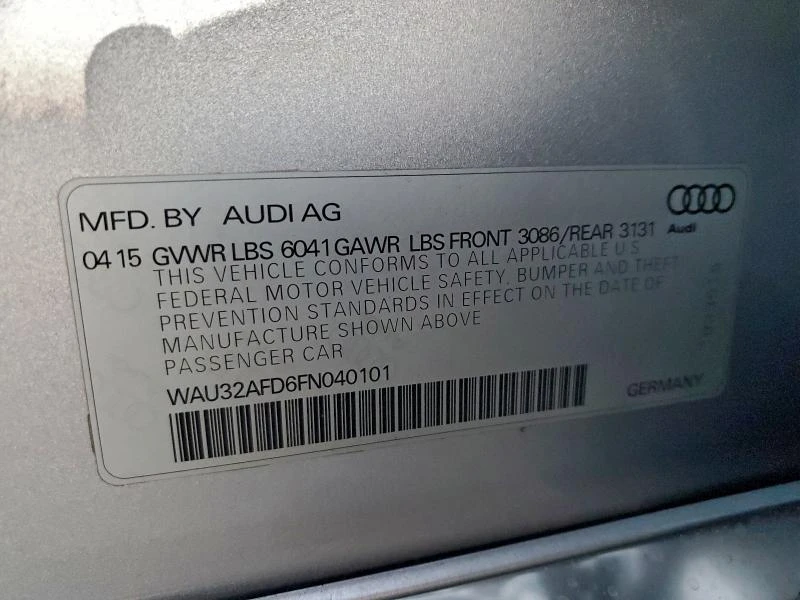 MFD. BY AUDI AG
Audi
04 15 GVWR LBS 6041 GAWR LBS FRONT 3086/REAR 3131
THIS VEHICLE CONFORMS TO ALL APPLICABLE U S
FEDERAL MOTOR VEHICLE SAFETY, BUMPER AND THEFT
PREVENTION STANDARDS IN EFFECT ON THE DATE OF
MANUFACTURE SHOWN ABOVE
PASSENGER CAR
WAU32AFD6FN040101
GERMANY